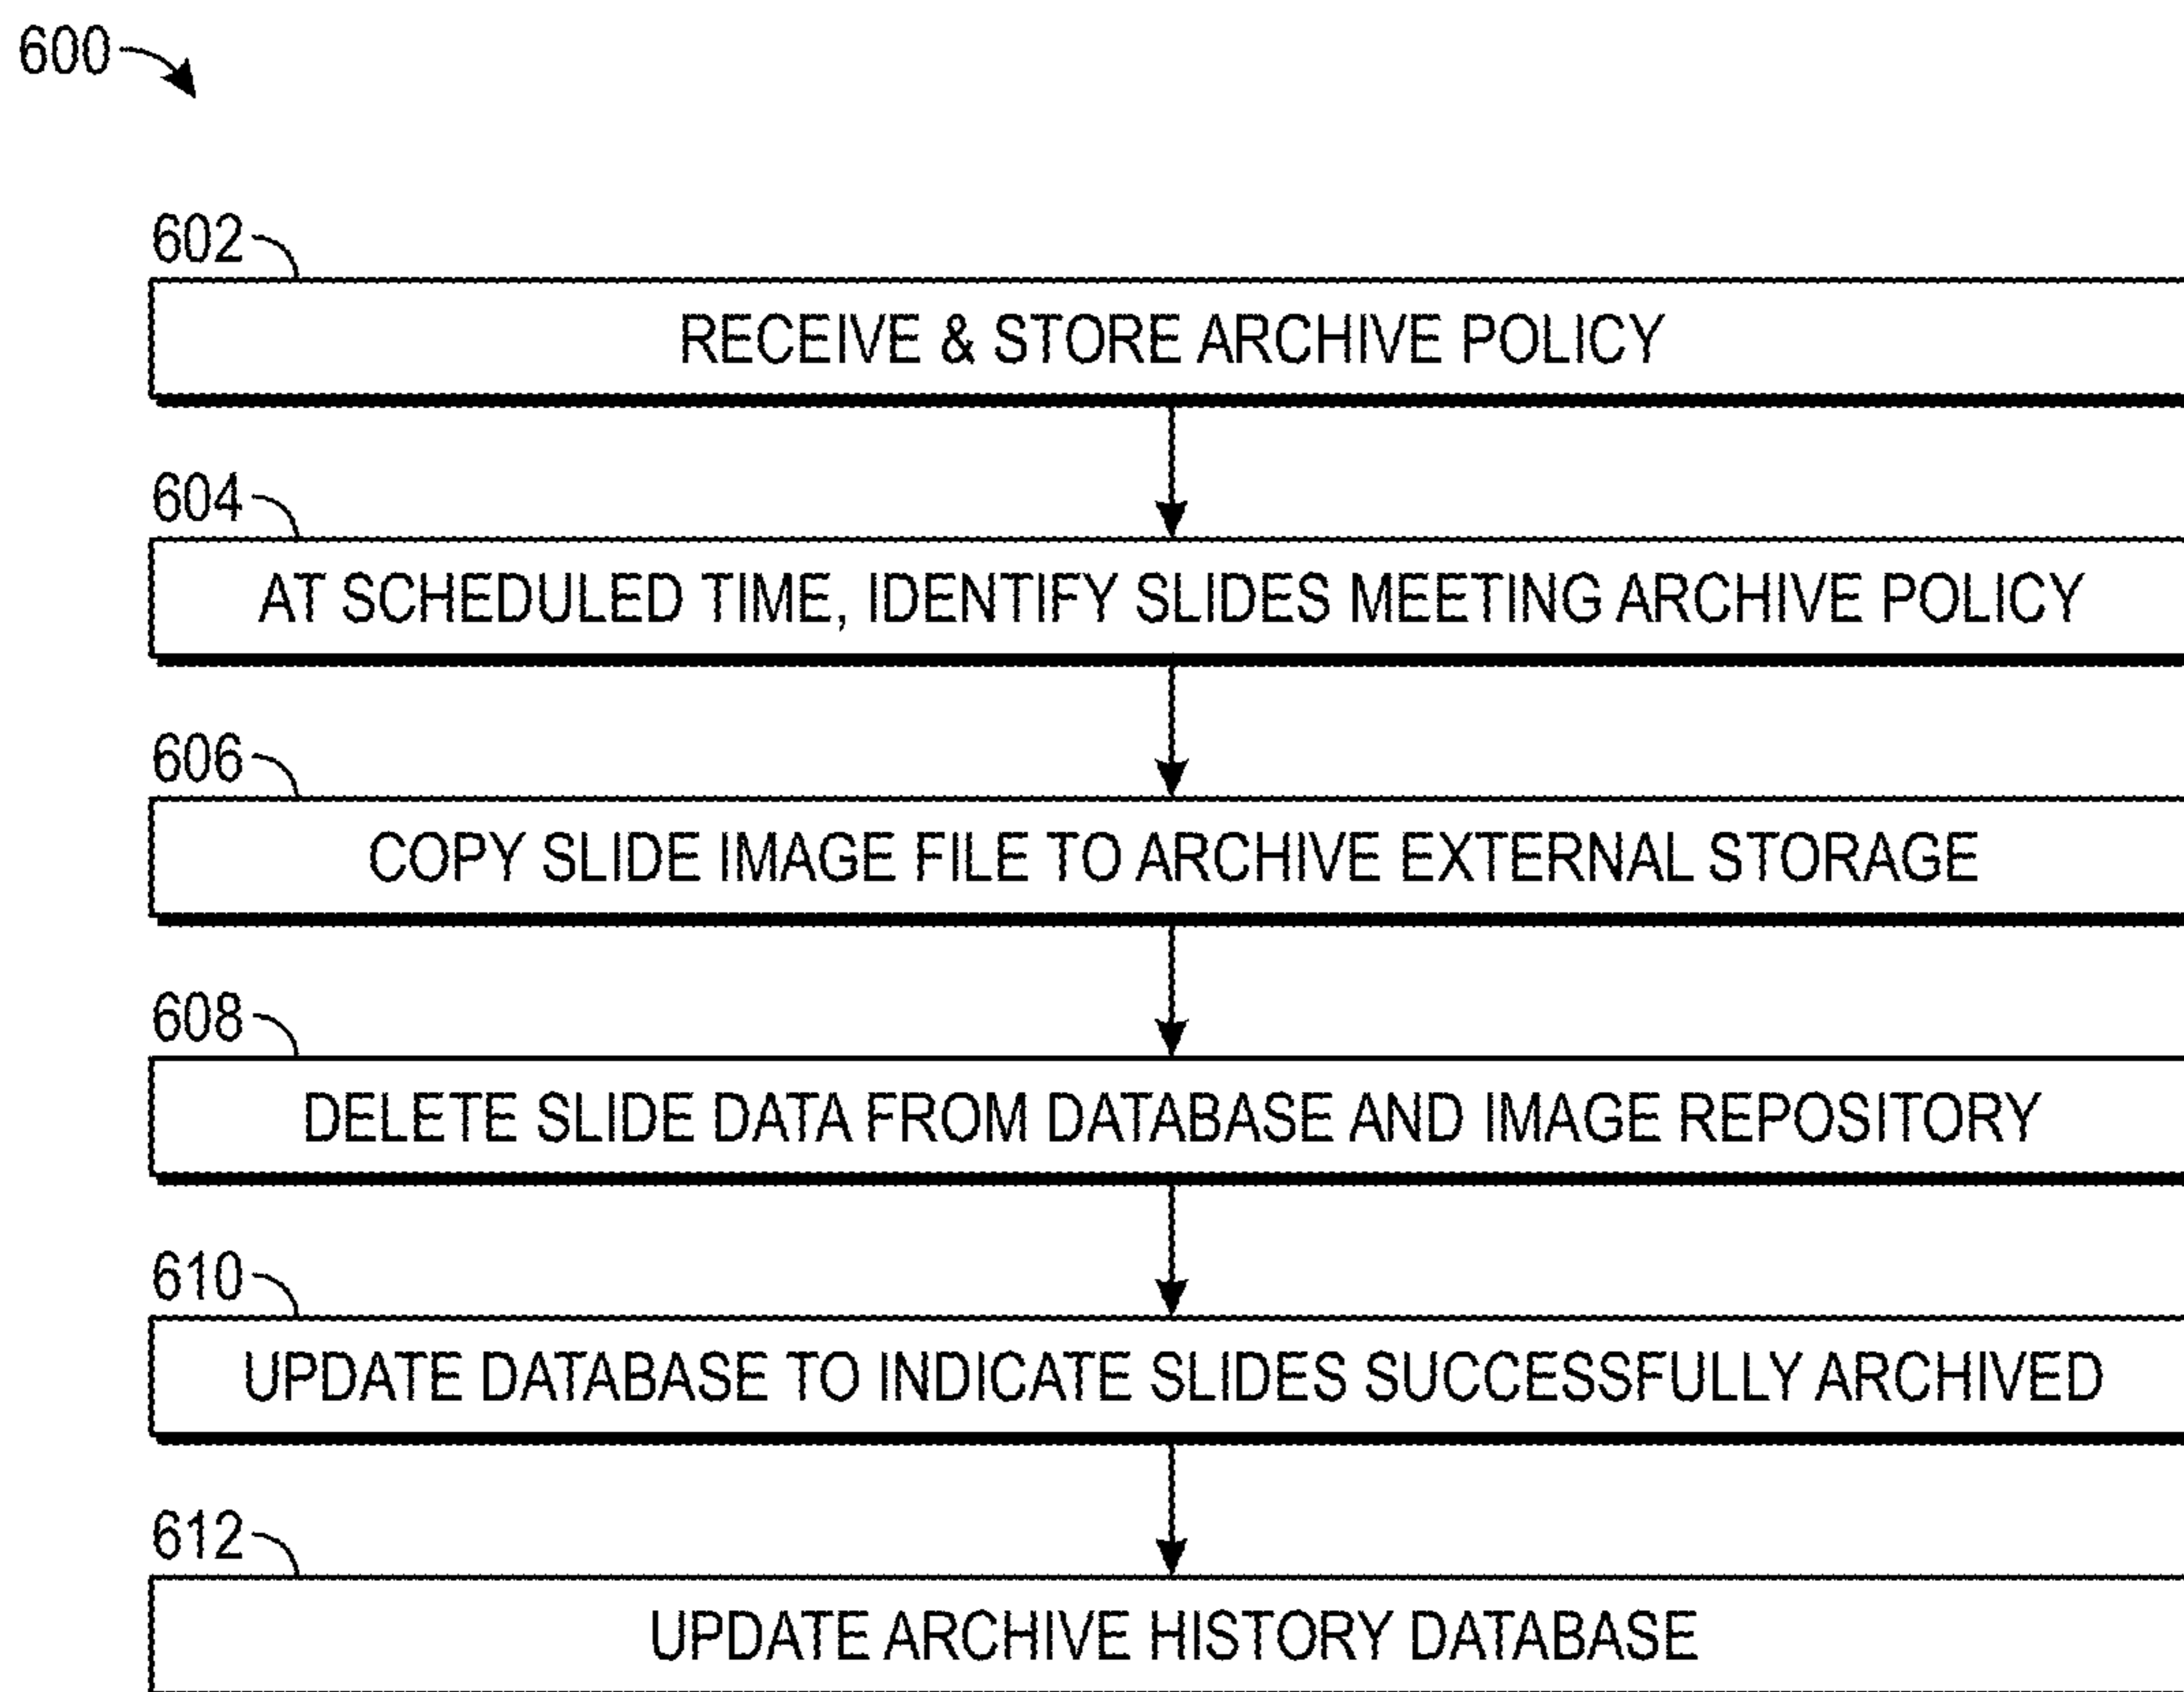 600
602
RECEIVE & STORE ARCHIVE POLICY
604
AT SCHEDULED TIME, IDENTIFY SLIDES MEETING ARCHIVE POLICY
606
COPY SLIDE IMAGE FILE TO ARCHIVE EXTERNAL STORAGE
608
DELETE SLIDE DATA FROM DATABASE AND IMAGE REPOSITORY
610
UPDATE DATABASE TO INDICATE SLIDES SUCCESSFULLY ARCHIVED
612
UPDATE ARCHIVE HISTORY DATABASE